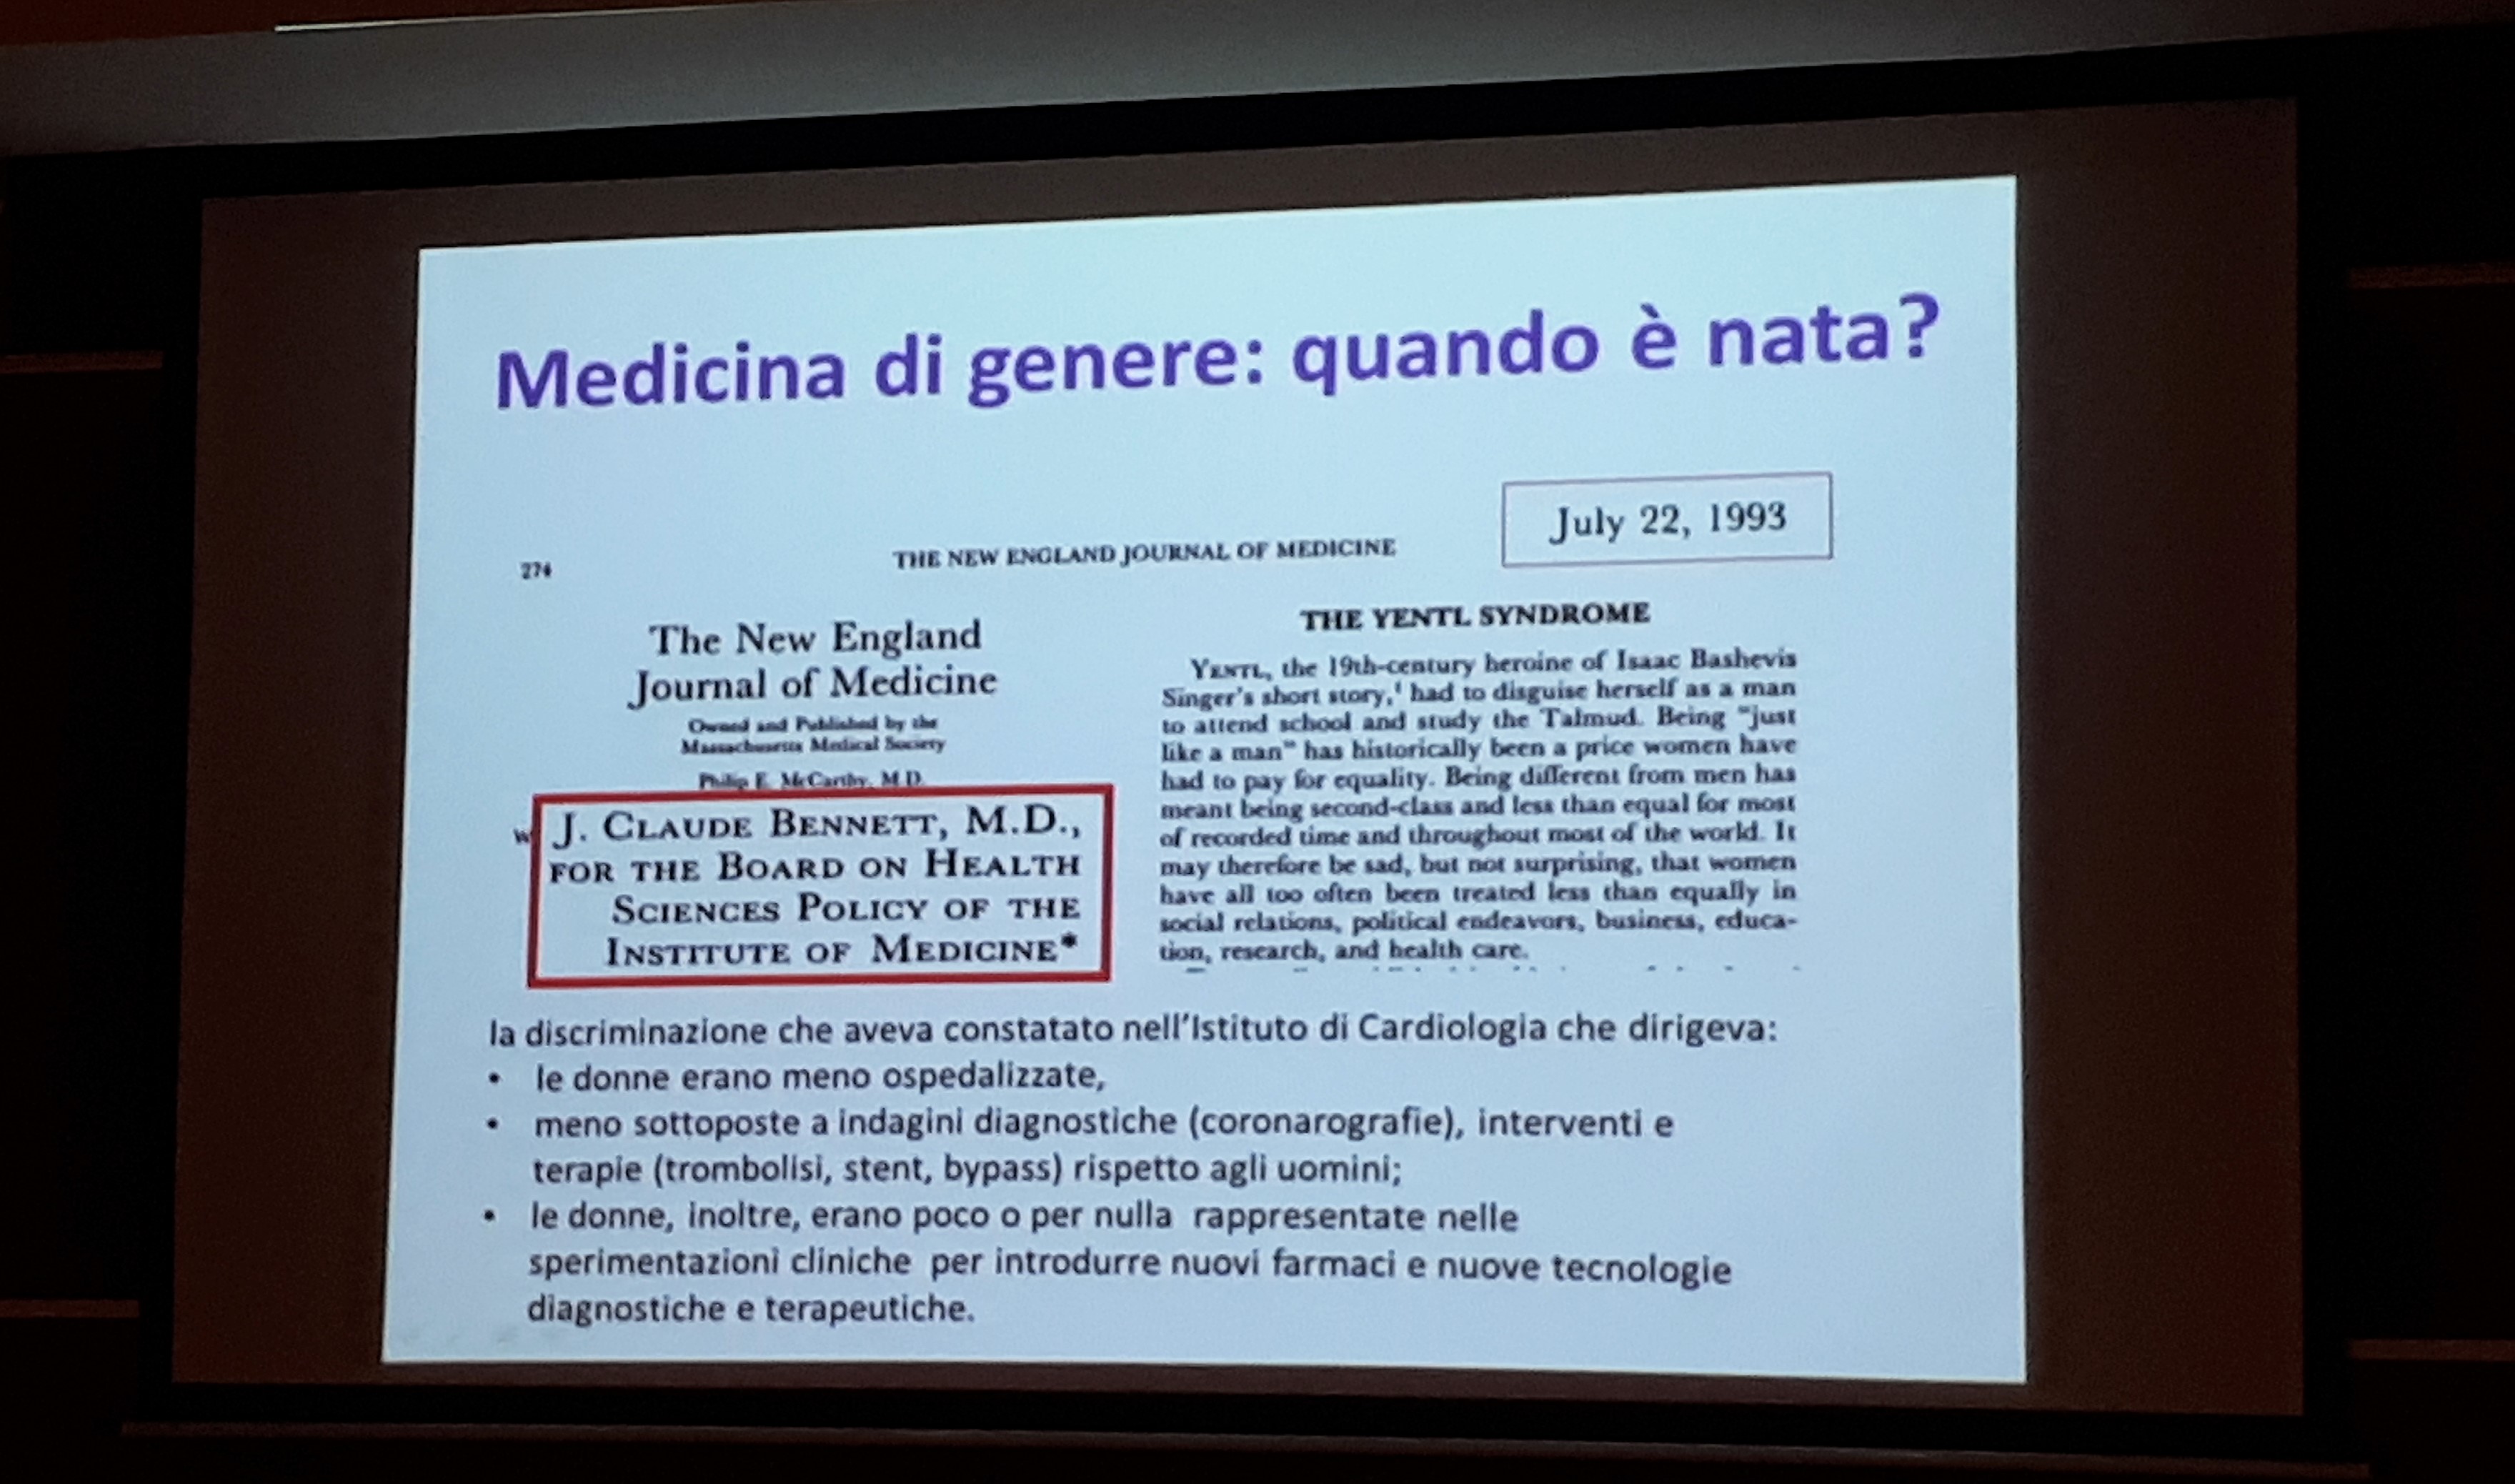 Medicina di genere: quando è nata?
July 22, 1993
274
THE NEW ENGLAND JOURNAL OF MEDICINE
The New England
Journal of Medicine
Owned and Published by the
Massachusetts Medical Society
Philip E. McCarthy, M.D.
W
J. CLAUDE BENNETT, M.D.,
FOR THE BOARD ON HEALTH
SCIENCES POLICY OF THE
INSTITUTE OF MEDICINE*
THE YENTL SYNDROME
YENTL, the 19th-century heroine of Isaac Bashevis
Singer's short story,¹ had to disguise herself as a man
to attend school and study the Talmud. Being "just
like a man" has historically been a price women have
had to pay for equality. Being different from men has
meant being second-class and less than equal for most
of recorded time and throughout most of the world. It
may therefore be sad, but not surprising, that women
have all too often been treated less than equally in
social relations, political endeavors, business, educa-
tion, research, and health care.
la discriminazione che aveva constatato nell'Istituto di Cardiologia che dirigeva:
• le donne erano meno ospedalizzate,
• meno sottoposte a indagini diagnostiche (coronarografie), interventi e
terapie (trombolisi, stent, bypass) rispetto agli uomini;
• le donne, inoltre, erano poco o per nulla rappresentate nelle
sperimentazioni cliniche per introdurre nuovi farmaci e nuove tecnologie
diagnostiche e terapeutiche.